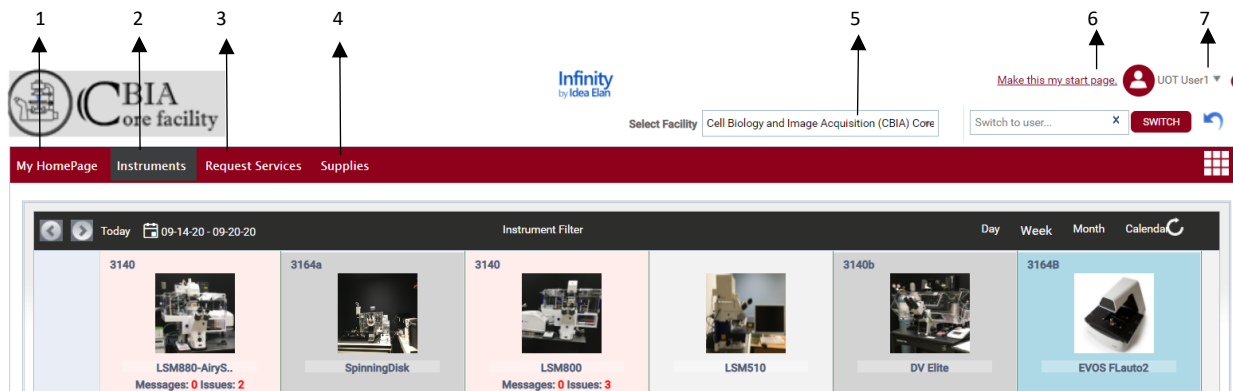 1 2 3 4 5 6 7
CBIA
Core facility
Infinity
by Idea Elan
Make this my start page.
UOT User1
Select Facility
Cell Biology and Image Acquisition (CBIA) Core
Switch to user...
x
SWITCH
My HomePage Instruments Request Services Supplies
Today 09-14-20 - 09-20-20 Instrument Filter Day Week Month Calendar
3140 3164a 3140 3140b 3164B
LSM880-AiryS.. SpinningDisk LSM800 LSM510 DV Elite EVOS FLauto2
Messages: 0 Issues: 2 Messages: 0 Issues: 3